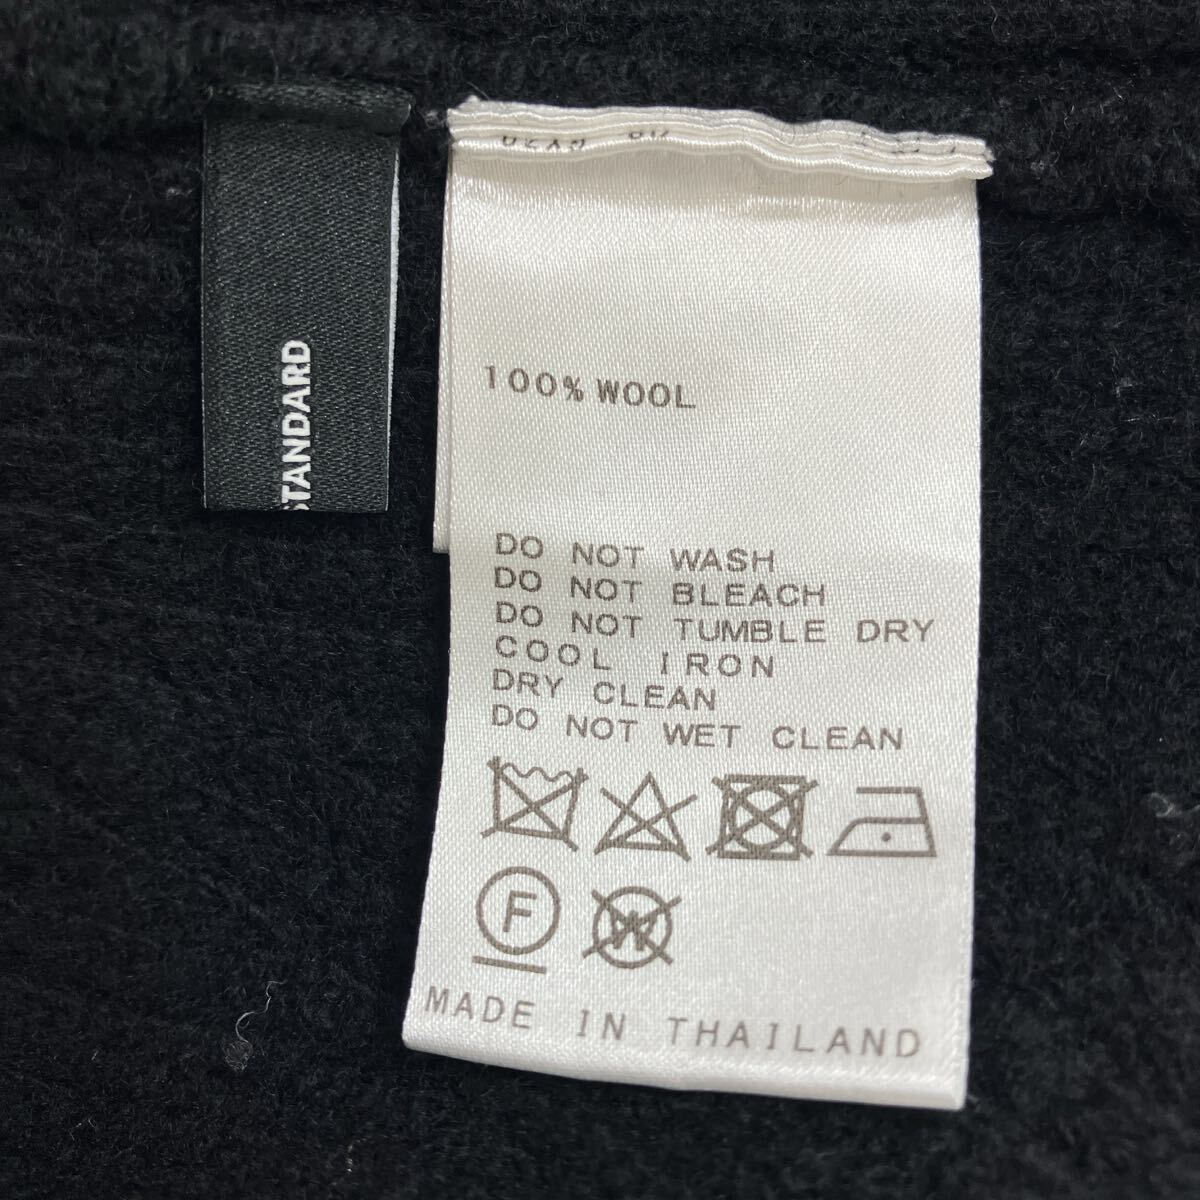 STANDARD
100% WOOL
DO NOT WASH
DO NOT BLEACH
DO NOT TUMBLE DRY
COOL IRON
DRY CLEAN
DO NOT WET CLEAN
F
W
MADE IN THAILAND